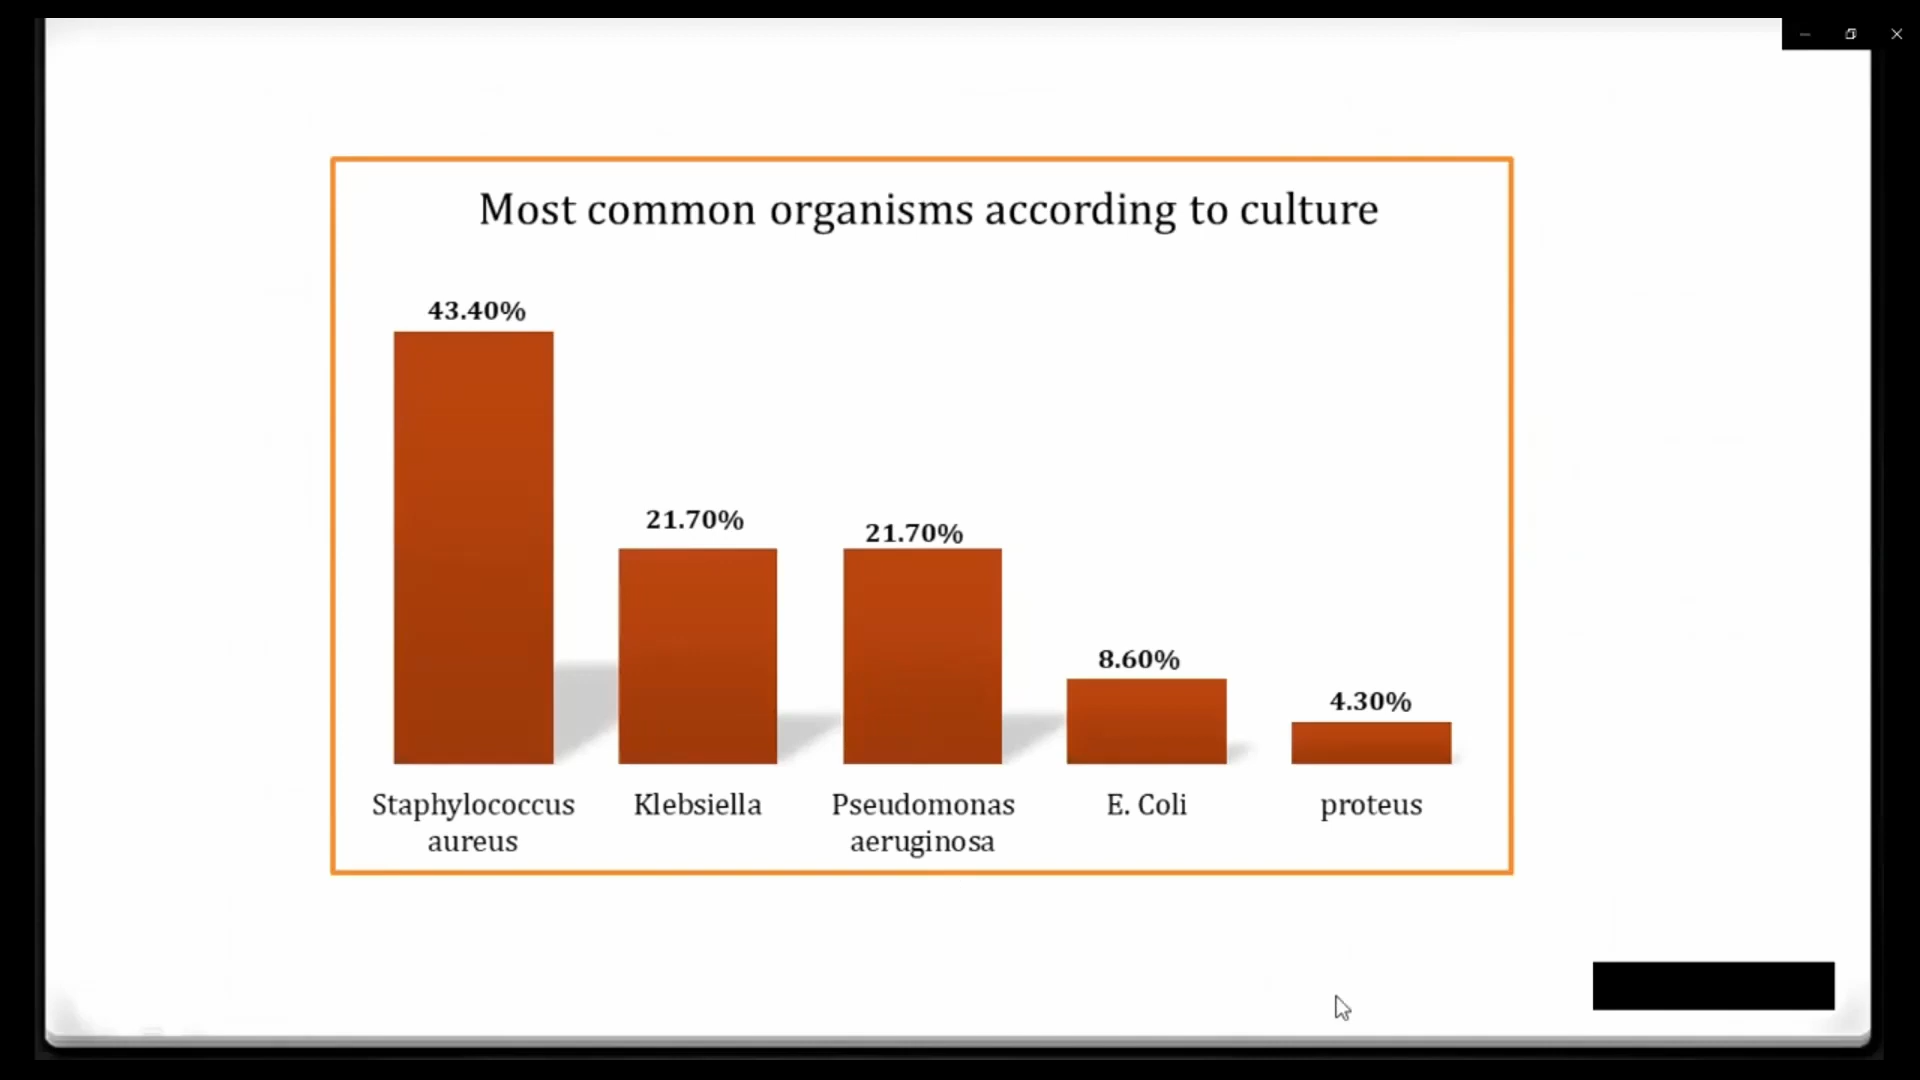 Most common organisms according to culture
43.40%
21.70%
21.70%
8.60%
4.30%
Staphylococcus
aureus
Klebsiella
Pseudomonas
aeruginosa
E. Coli
proteus